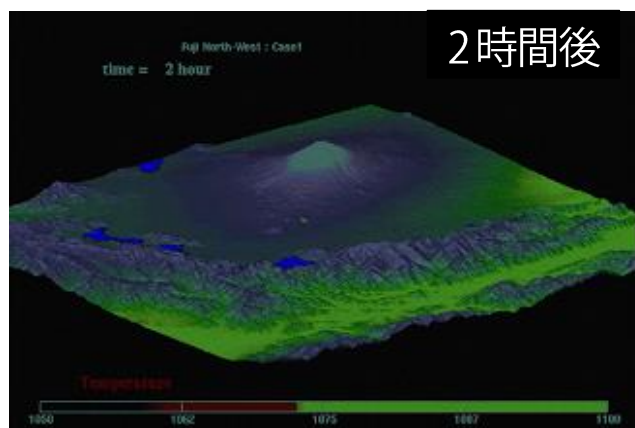 2時間後
Fuji North-West : Case1
time = 2 hour
Temperature
1050 1062 1075 1087 1100